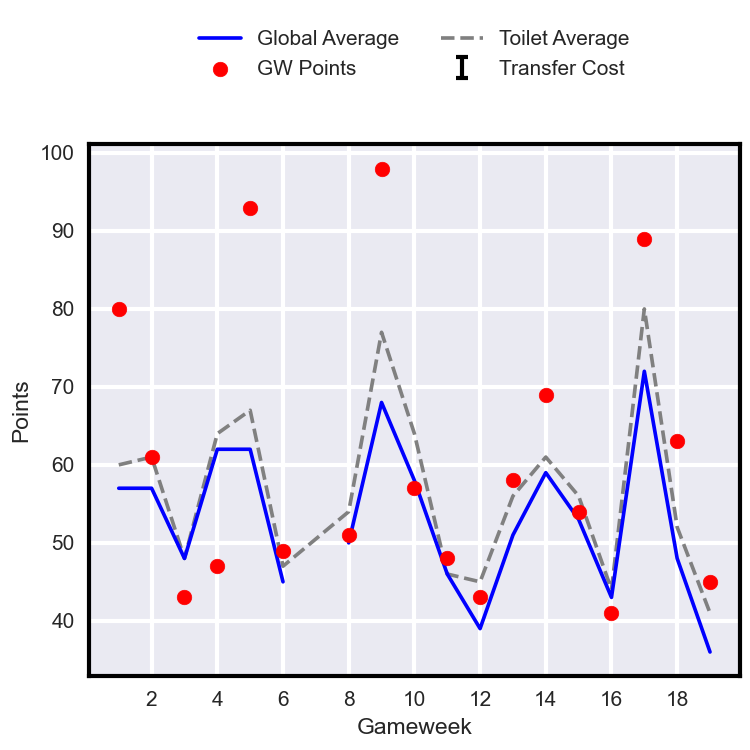 Global Average
Toilet Average
GW Points
Transfer Cost
100
90
80
70
60
50
40
Points
2 4 6 8 10 12 14 16 18
Gameweek